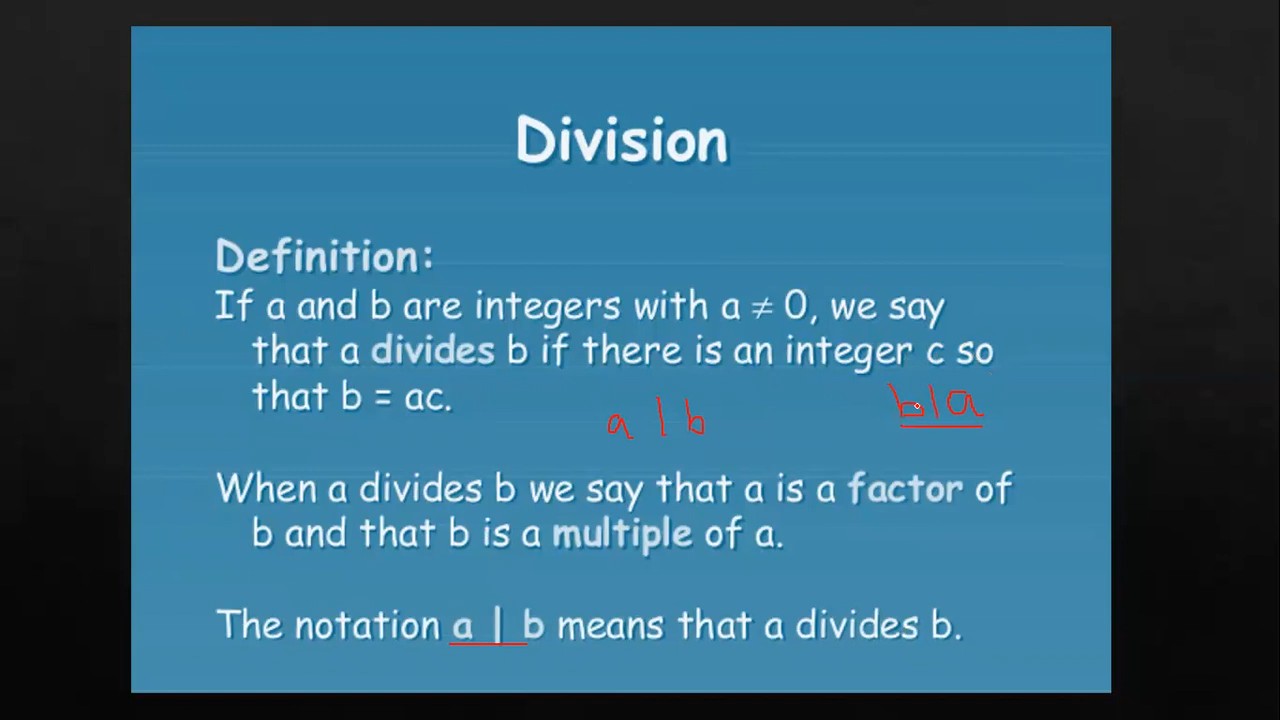 Division
Definition:
If a and b are integers with a ≠ 0, we say
that a divides b if there is an integer c so
that b = ac.
a | b
b|a
When a divides b we say that a is a factor of
b and that b is a multiple of a.
The notation a | b means that a divides b.